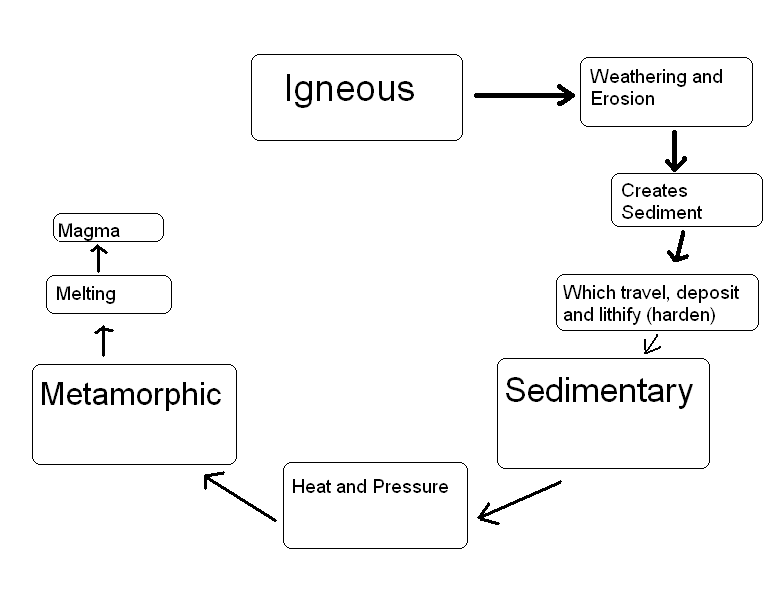 Igneous
Weathering and
Erosion
Creates
Sediment
Which travel, deposit
and lithify (harden)
Sedimentary
Heat and Pressure
Metamorphic
Melting
Magma